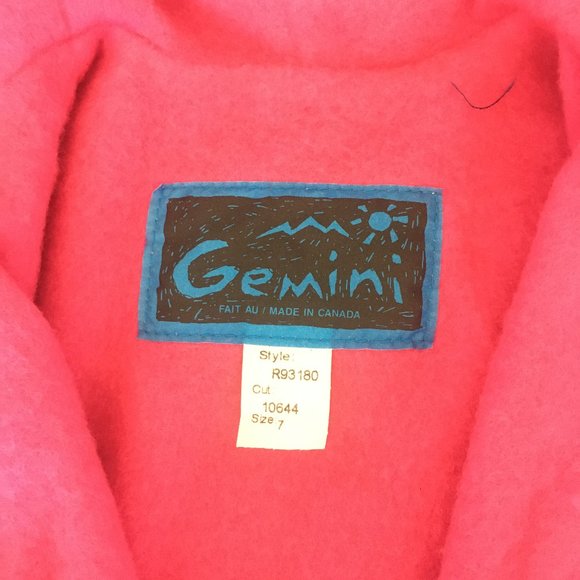 Gemini
FAIT AU / MADE IN CANADA
Style:
R93180
Cut
10644
Size 7